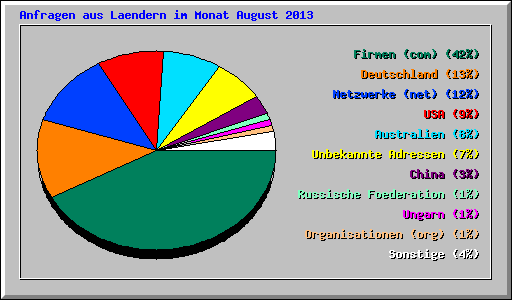 Anfragen aus Laendern im Monat August 2013
Firmen (com) (42%)
Deutschland (13%)
Netzwerke (net) (12%)
USA (9%)
Australien (8%)
Unbekannte Adressen (7%)
China (3%)
Russische Foederation (1%)
Ungarn (1%)
Organisationen (org) (1%)
Sonstige (4%)